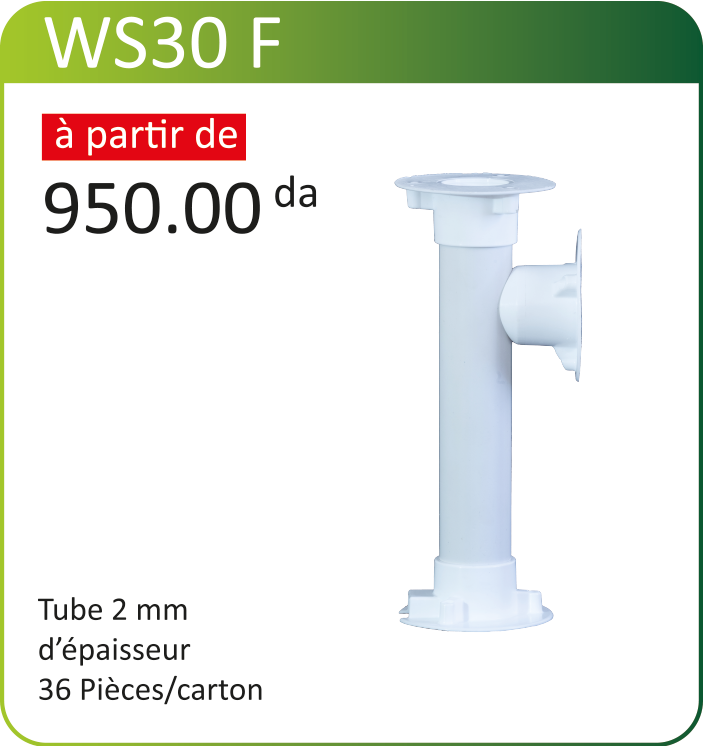 WS30 F
à partir de
950.00 da
Tube 2 mm
d’épaisseur
36 Pièces/carton